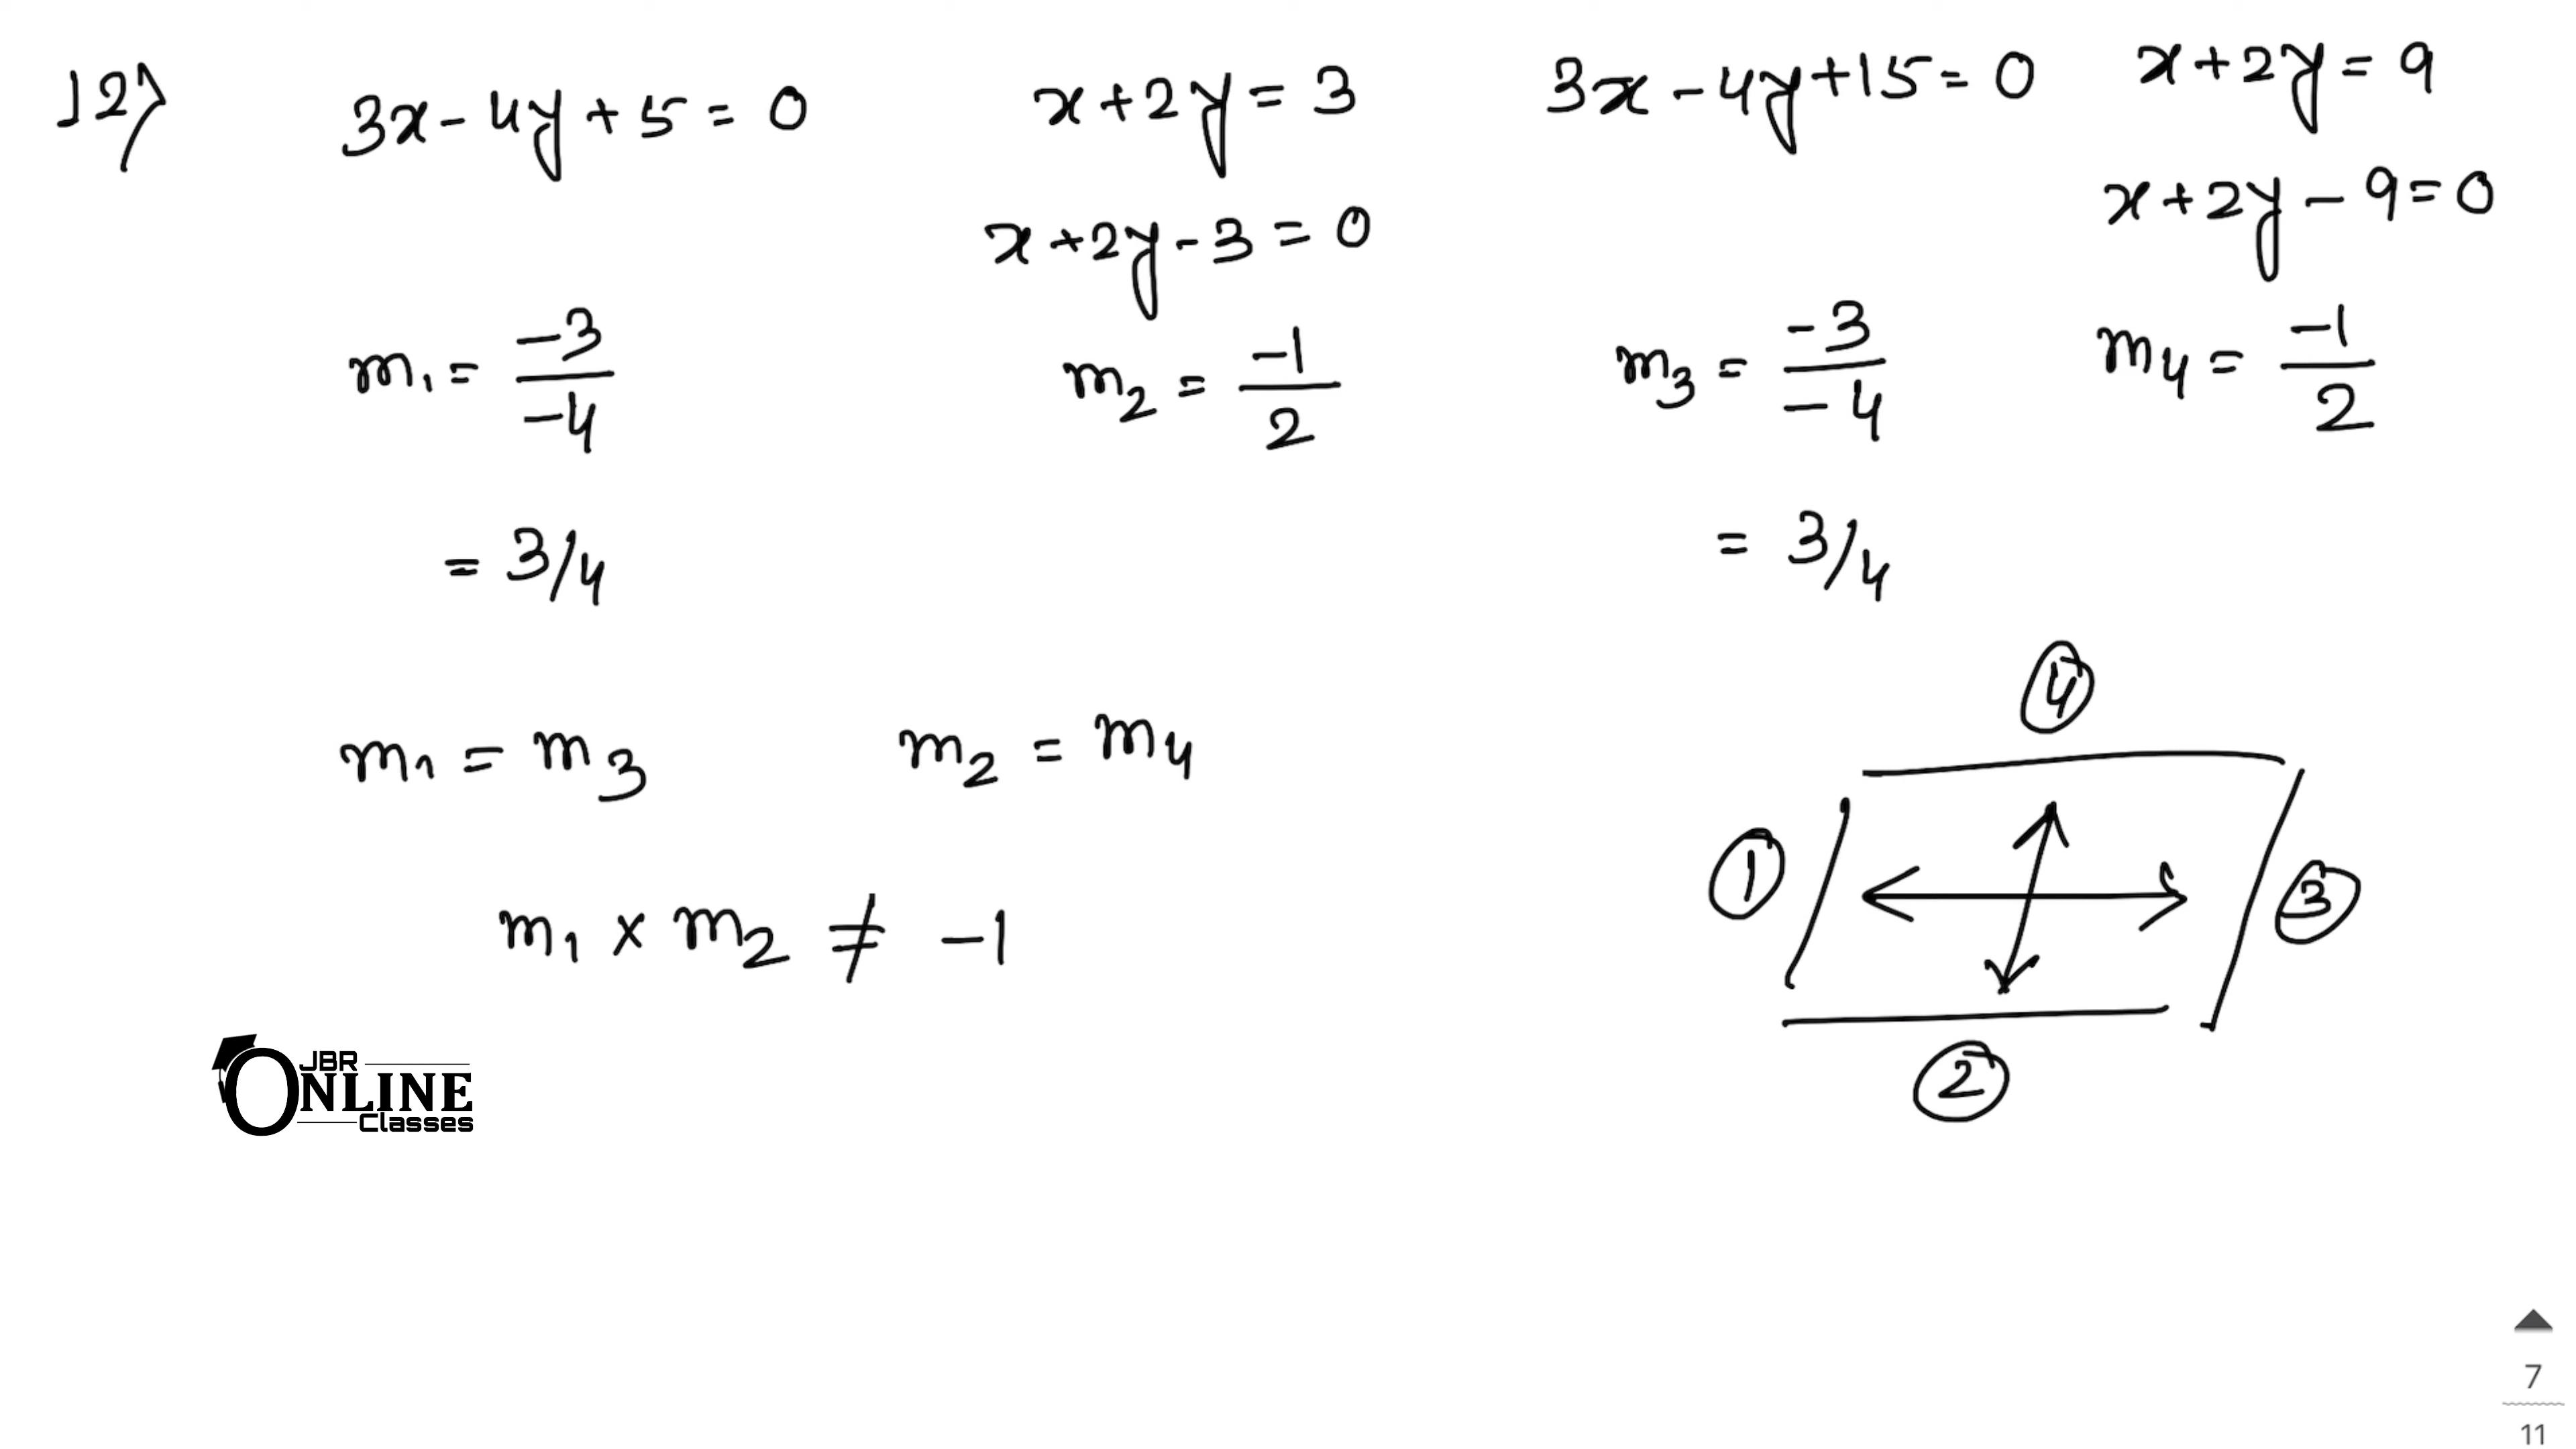 12) 3x - 4y + 5 = 0 x + 2y = 3 3x - 4y + 15 = 0 x + 2y = 9
x + 2y - 3 = 0 x + 2y - 9 = 0
m1 = -3/-4 m2 = -1/2 m3 = -3/-4 m4 = -1/2
= 3/4 = 3/4
m1 = m3 m2 = m4
m1 × m2 ≠ -1
4
1
3
2
JBR
ONLINE
Classes
7
11